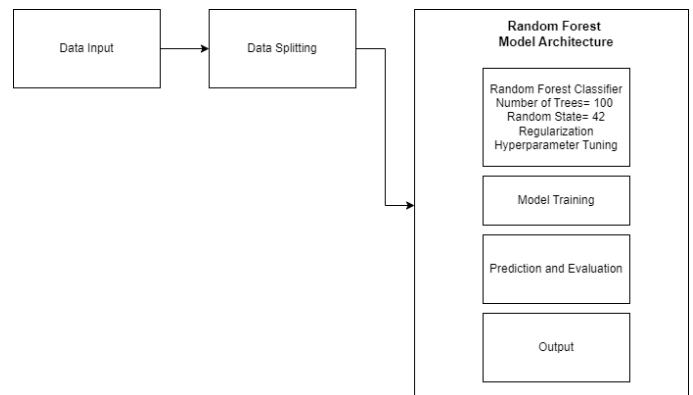 Data Input
Data Splitting
Random Forest
Model Architecture
Random Forest Classifier
Number of Trees= 100
Random State= 42
Regularization
Hyperparameter Tuning
Model Training
Prediction and Evaluation
Output